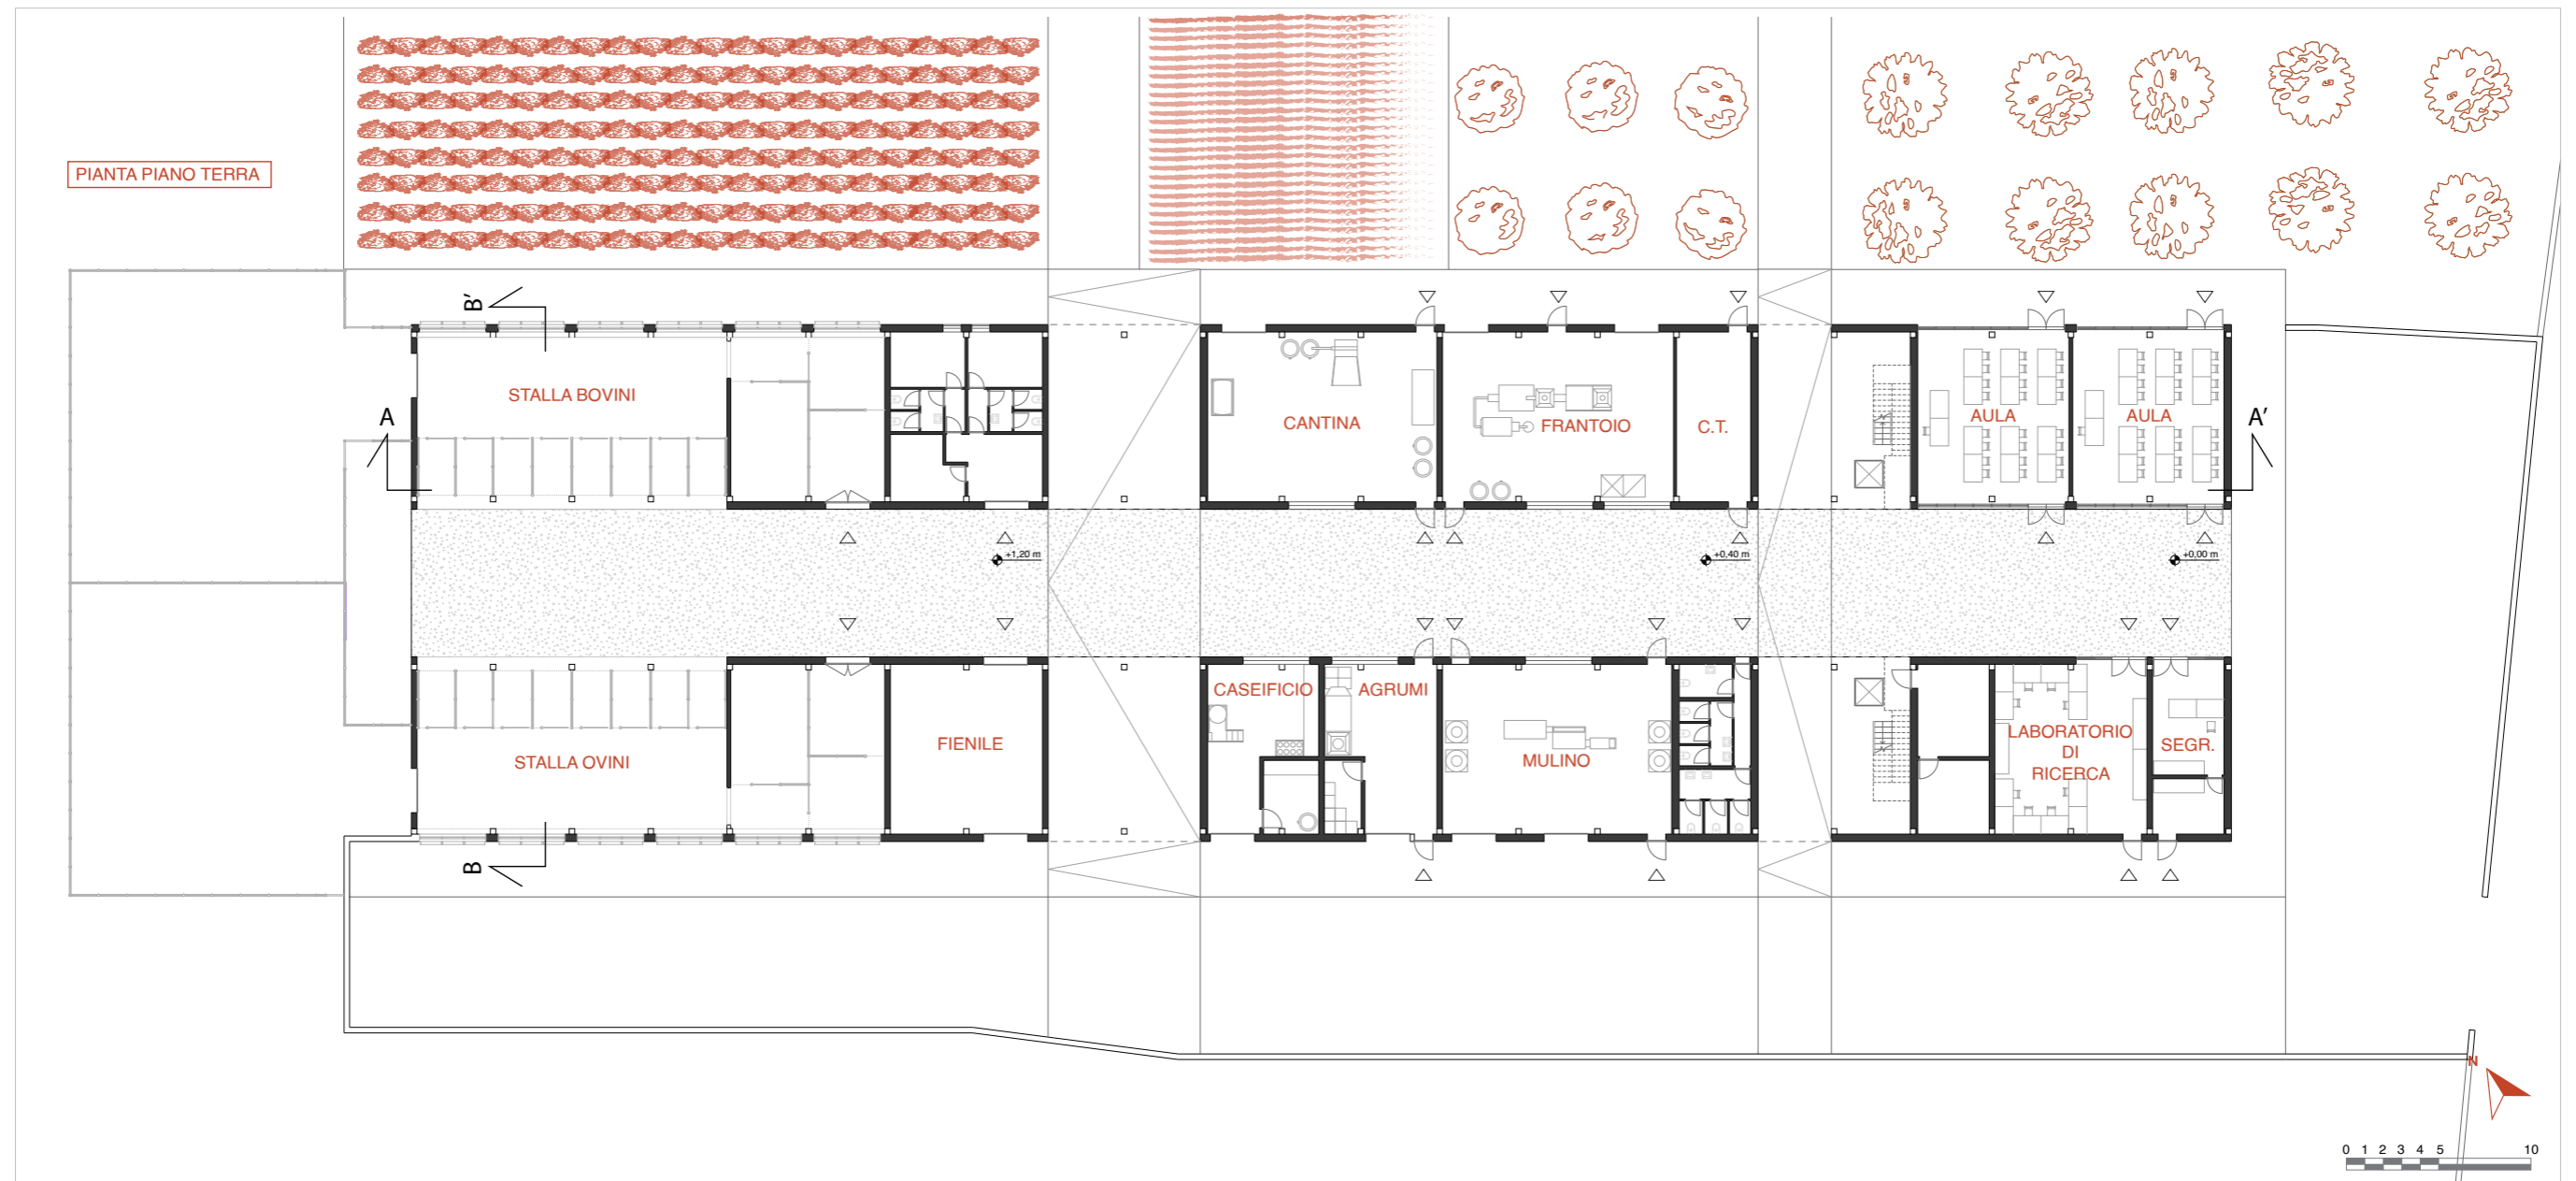 PIANTA PIANO TERRA
B'
STALLA BOVINI
A
CANTINA
FRANTOIO
C.T.
AULA
AULA
A'
+1,20 m
+0,40 m
+0,00 m
CASEIFICIO
AGRUMI
STALLA OVINI
FIENILE
MULINO
LABORATORIO
DI
RICERCA
SEGR.
B
N
0 1 2 3 4 5 10